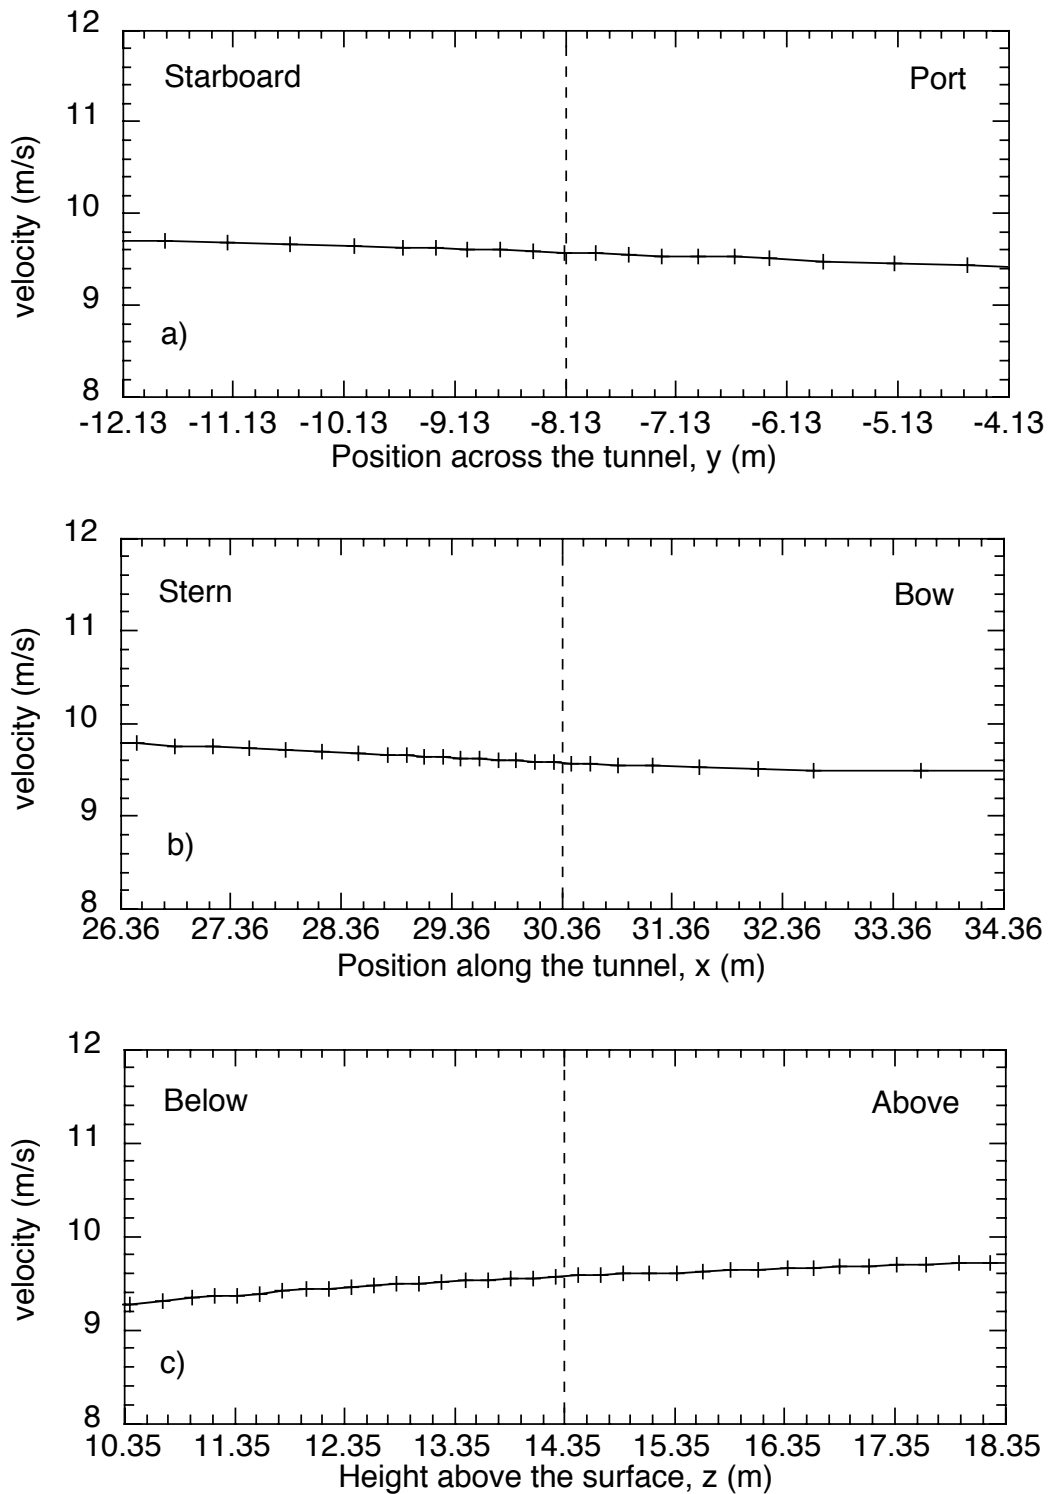 12
Starboard
Port
11
velocity (m/s)
10
9
a)
8
-12.13 -11.13 -10.13 -9.13 -8.13 -7.13 -6.13 -5.13 -4.13
Position across the tunnel, y (m)
12
Stern
Bow
11
velocity (m/s)
10
9
b)
8
26.36 27.36 28.36 29.36 30.36 31.36 32.36 33.36 34.36
Position along the tunnel, x (m)
12
Below
Above
11
velocity (m/s)
10
9
c)
8
10.35 11.35 12.35 13.35 14.35 15.35 16.35 17.35 18.35
Height above the surface, z (m)